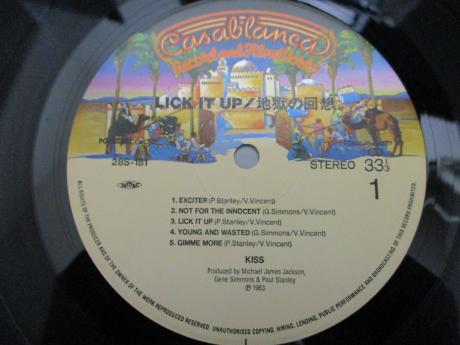 Casablanca
Record and FilmWorks
LICK IT UP／地獄の回想
28S-181
STEREO 33 1/3
1
1. EXCITER (P.Stanley/V.Vincent)
2. NOT FOR THE INNOCENT (G.Simmons/V.Vincent)
3. LICK IT UP (P.Stanley/V.Vincent)
4. YOUNG AND WASTED (G.Simmons/V.Vincent)
5. GIMME MORE (P.Stanley/V.Vincent)
KISS
Produced by Michael James Jackson,
Gene Simmons & Paul Stanley
℗ 1983
ALL RIGHTS OF THE PRODUCER AND OF THE OWNER OF THE WORK REPRODUCED RESERVED. UNAUTHORISED COPYING, HIRING, LENDING, PUBLIC PERFORMANCE AND BROADCASTING OF THIS RECORD PROHIBITED.